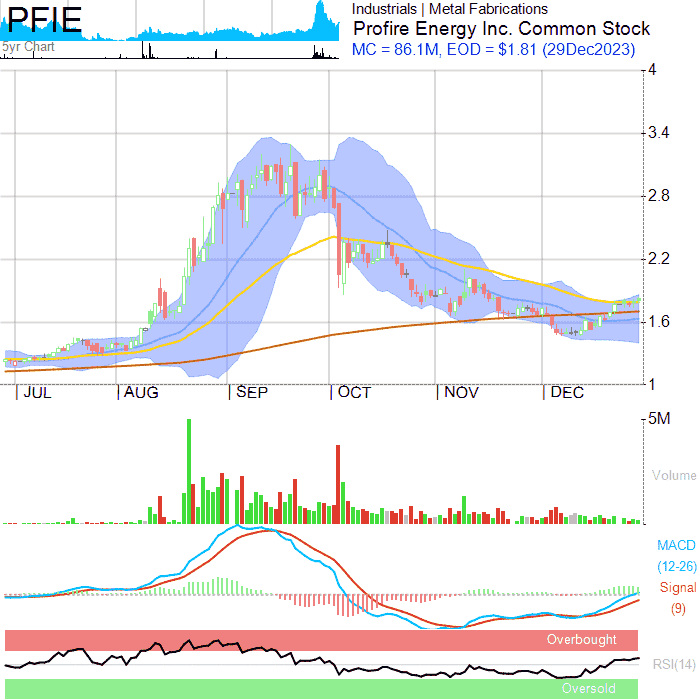 PFIE
5yr Chart
Industrials | Metal Fabrications
Profire Energy Inc. Common Stock
MC = 86.1M, EOD = $1.81 (29Dec2023)
4
3.4
2.8
2.2
1.6
1
| JUL | AUG | SEP | OCT | NOV | DEC
5M
Volume
MACD
(12-26)
Signal
(9)
Overbought
RSI(14)
Oversold